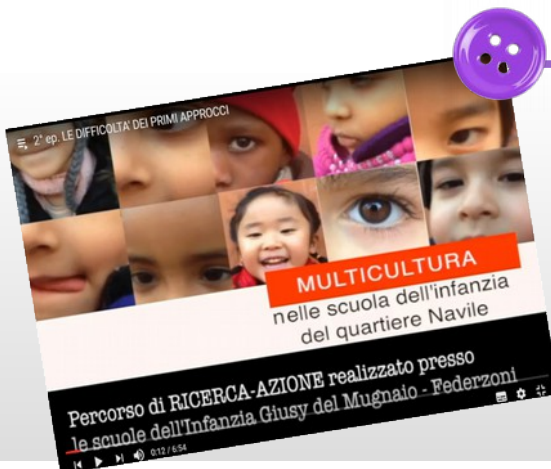 2° ep. LE DIFFICOLTA' DEI PRIMI APPROCCI
MULTICULTURA
nelle scuola dell'infanzia
del quartiere Navile
Percorso di RICERCA-AZIONE realizzato presso
le scuole dell'Infanzia Giusy del Mugnaio - Federzoni
0:12 / 6:54